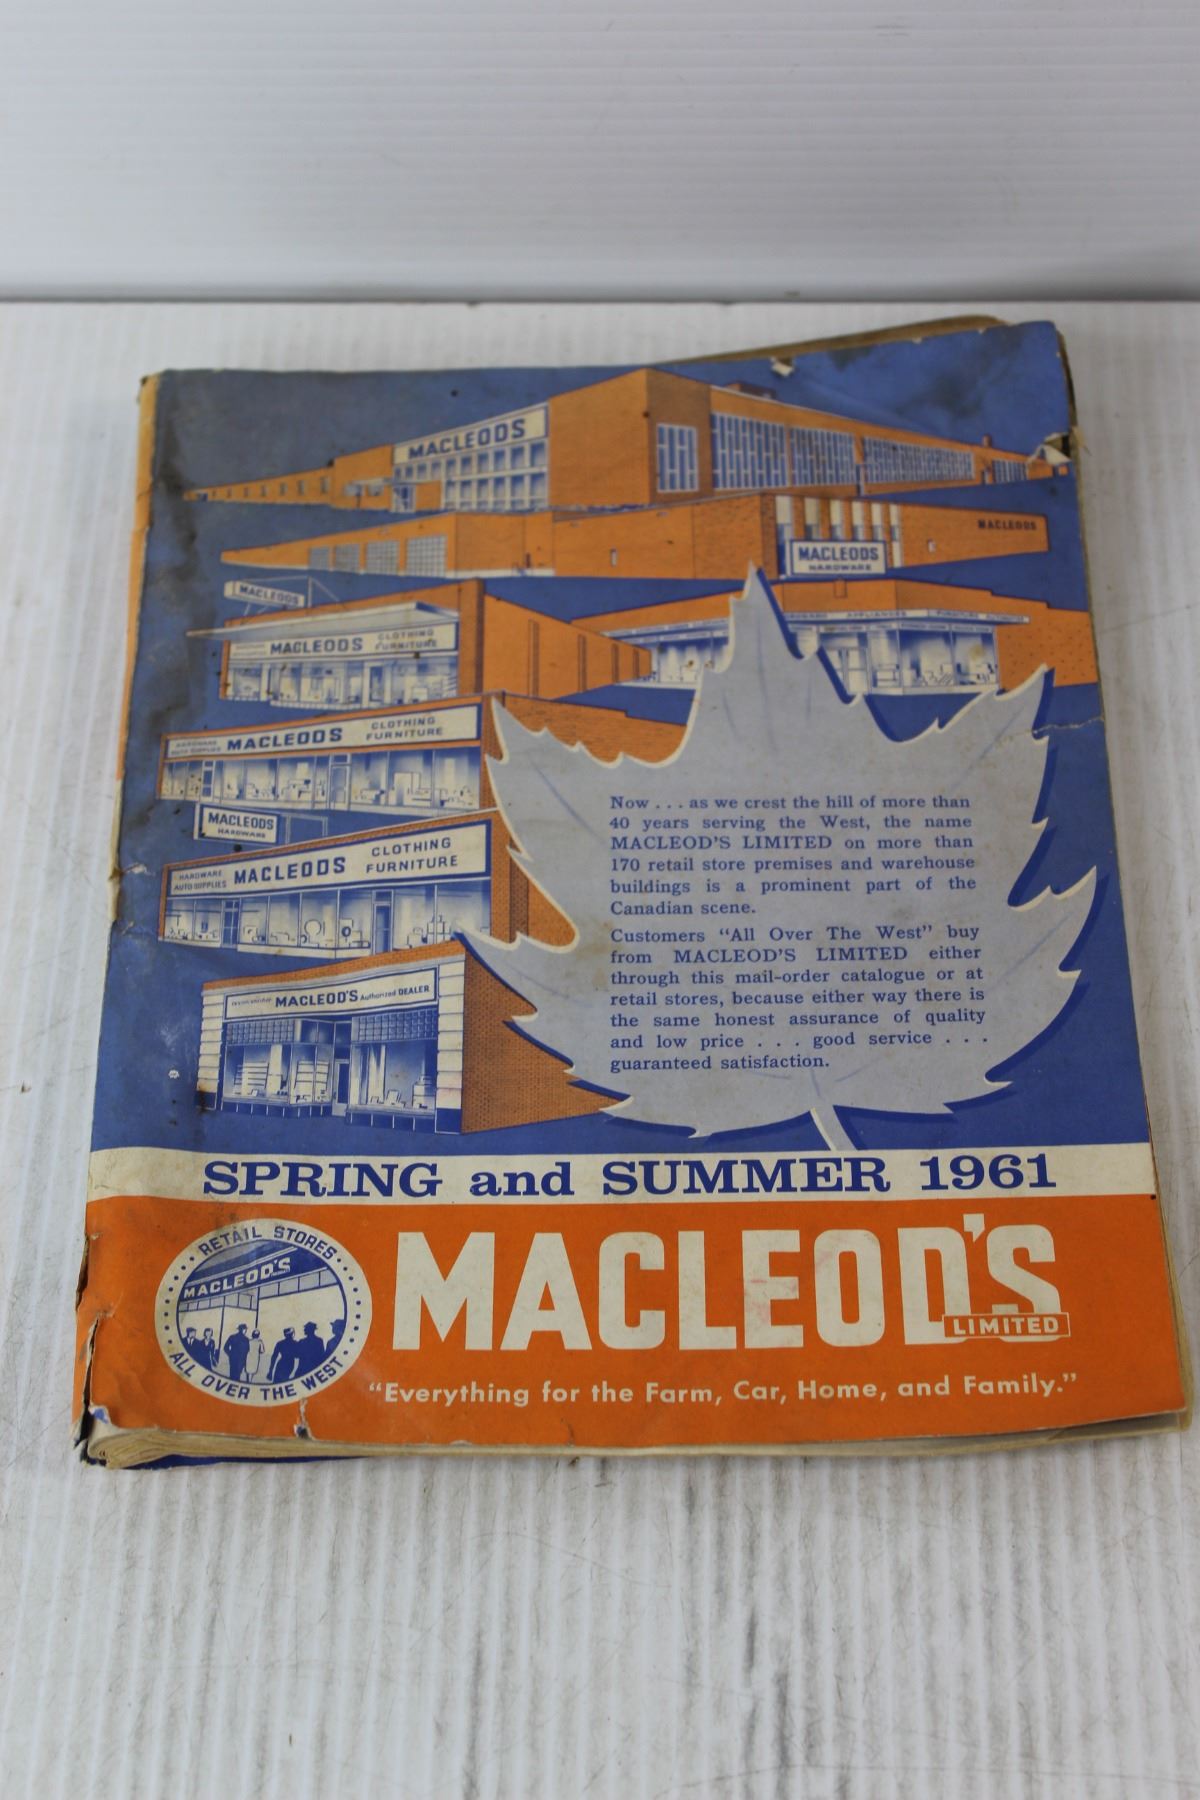 MACLEODS
MACLEODS
MACLEODS
HARDWARE
MACLEODS
MACLEODS CLOTHING
FURNITURE
APPLIANCES FURNITURE
HARDWARE
AUTO SUPPLIES MACLEODS CLOTHING
FURNITURE
MACLEODS
HARDWARE
HARDWARE
AUTO SUPPLIES MACLEODS CLOTHING
FURNITURE
MACLEOD'S Authorized DEALER
Now . . . as we crest the hill of more than
40 years serving the West, the name
MACLEOD'S LIMITED on more than
170 retail store premises and warehouse
buildings is a prominent part of the
Canadian scene.
Customers "All Over The West" buy
from MACLEOD'S LIMITED either
through this mail-order catalogue or at
retail stores, because either way there is
the same honest assurance of quality
and low price . . . good service . . .
guaranteed satisfaction.
SPRING and SUMMER 1961
RETAIL STORES
MACLEOD'S
ALL OVER THE WEST
MACLEOD'S
LIMITED
"Everything for the Farm, Car, Home, and Family."